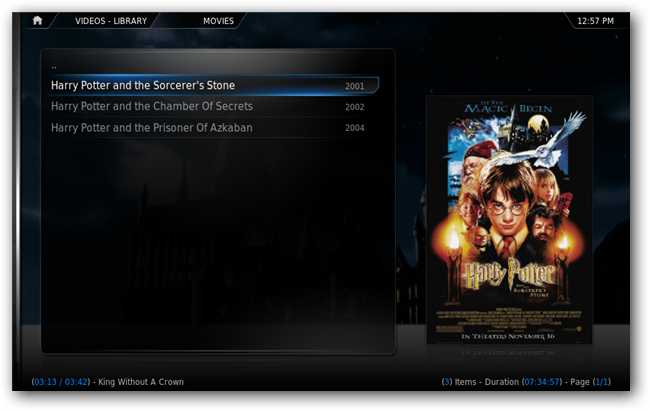 VIDEOS - LIBRARY MOVIES 12:57 PM
..
Harry Potter and the Sorcerer's Stone 2001
Harry Potter and the Chamber Of Secrets 2002
Harry Potter and the Prisoner Of Azkaban 2004
LET THE
MAGIC BEGIN
Harry Potter
AND THE
SORCERER'S
STONE
IN THEATERS NOVEMBER 16
(03:13 / 03:42) - King Without A Crown (3) Items - Duration (07:34:57) - Page (1/1)